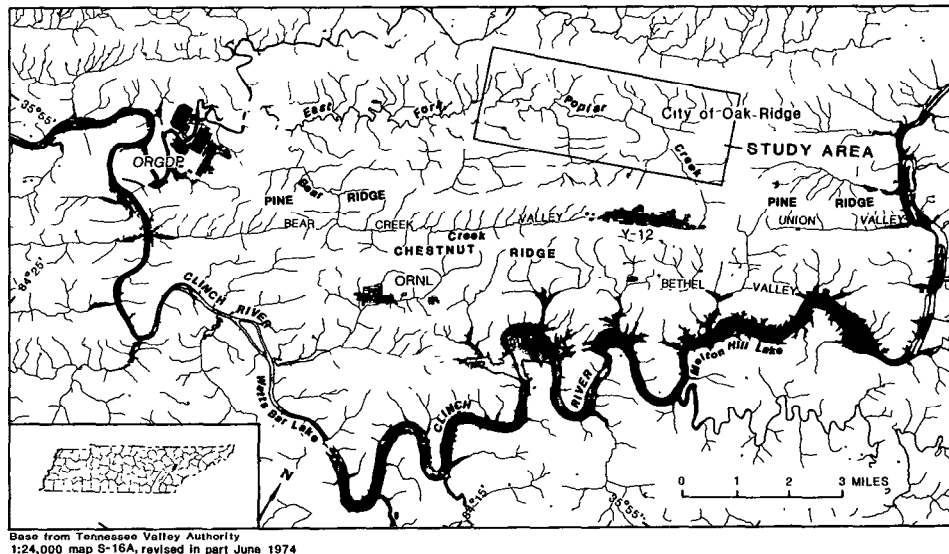 35°55'
East Fork Poplar Creek
City of Oak Ridge
STUDY AREA
ORGDP
PINE RIDGE
Bear Creek
BEAR CREEK VALLEY
PINE RIDGE
UNION VALLEY
Y-12
CHESTNUT RIDGE
84°25'
ORNL
BETHEL VALLEY
CLINCH RIVER
Melton Hill Lake
Watts Bar Lake
CLINCH RIVER
N
84°15'
35°55'
0 1 2 3 MILES
Base from Tennessee Valley Authority
1:24,000 map S-16A, revised in part June 1974